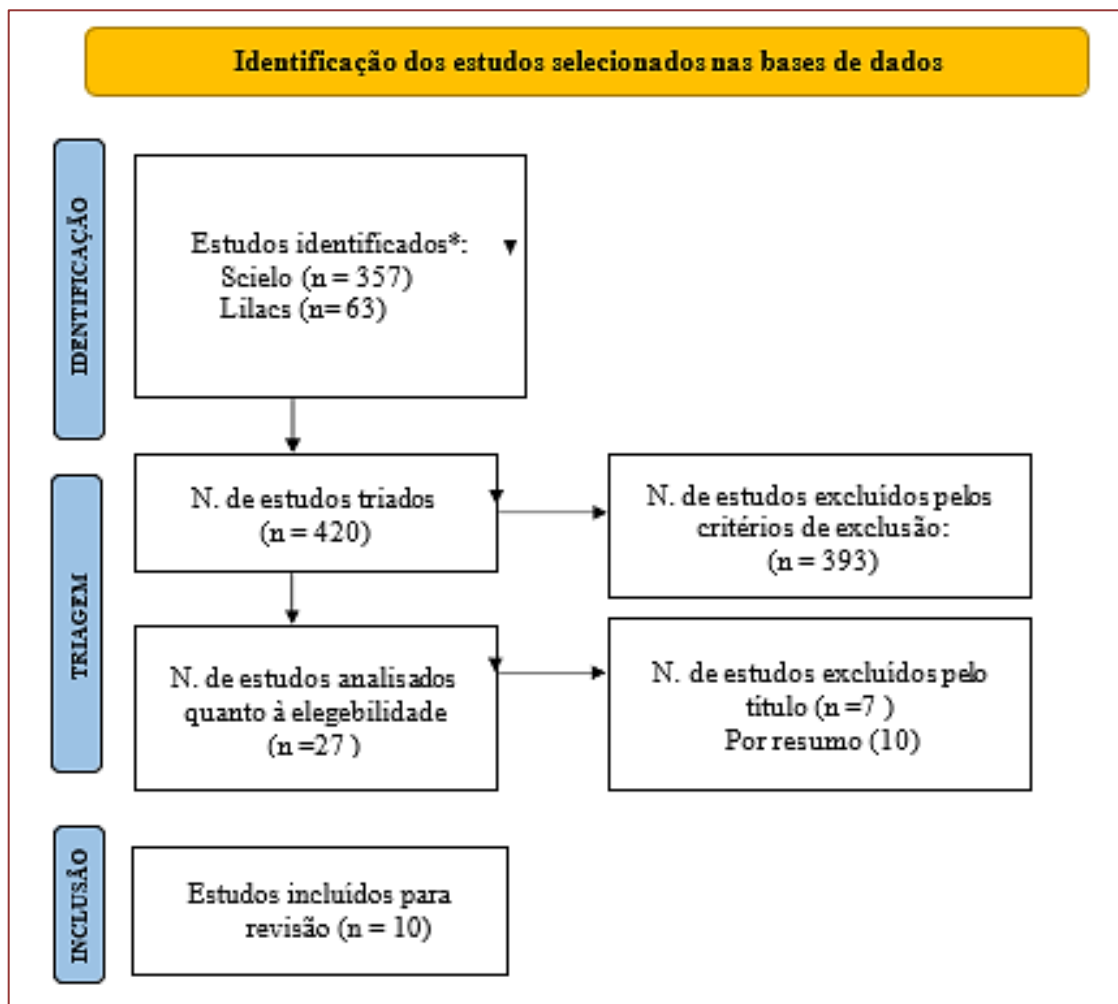 Identificação dos estudos selecionados nas bases de dados
IDENTIFICAÇÃO
Estudos identificados*:
Scielo (n = 357)
Lilacs (n= 63)
TRIAGEM
N. de estudos triados
(n = 420)
N. de estudos excluídos pelos
critérios de exclusão:
(n = 393)
N. de estudos analisados
quanto à elegebilidade
(n =27 )
N. de estudos excluídos pelo
título (n =7 )
Por resumo (10)
INCLUSÃO
Estudos incluídos para
revisão (n = 10)